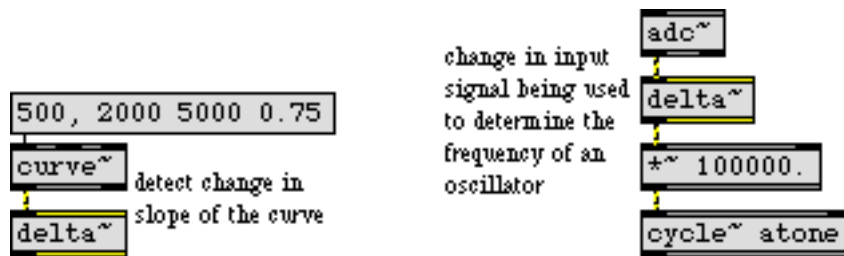 500, 2000 5000 0.75
curve~
detect change in
slope of the curve
delta~
adc~
change in input
signal being used
to determine the
frequency of an
oscillator
delta~
*~ 100000.
cycle~ atone